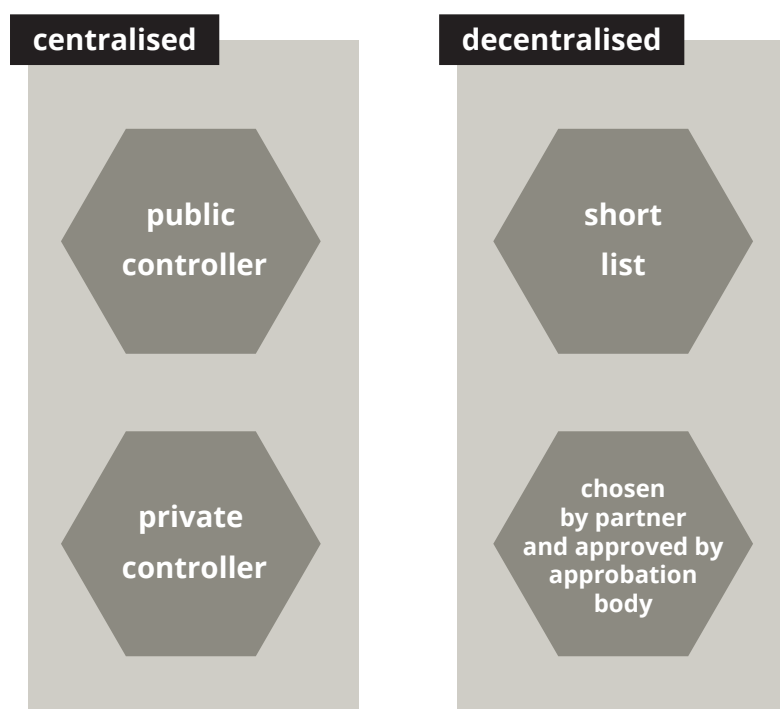 centralised
public
controller
private
controller
decentralised
short
list
chosen
by partner
and approved by
approbation
body